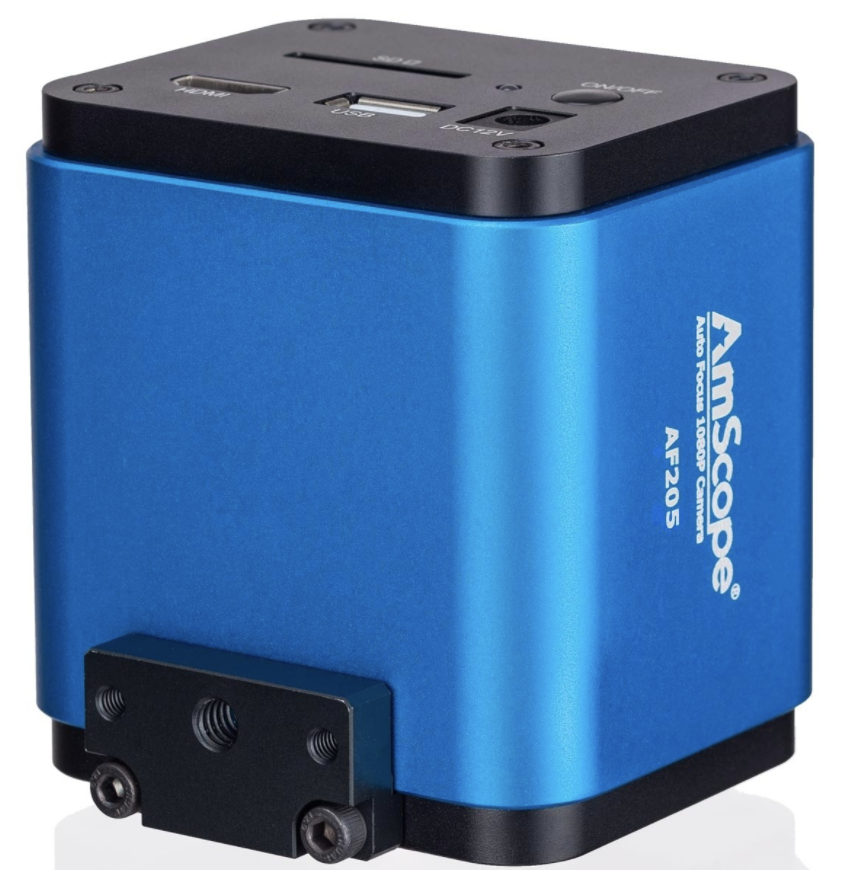 SD
HDMI
USB
DC12V
ON/OFF
AmScope®
Auto Focus 1080P Camera
AF205